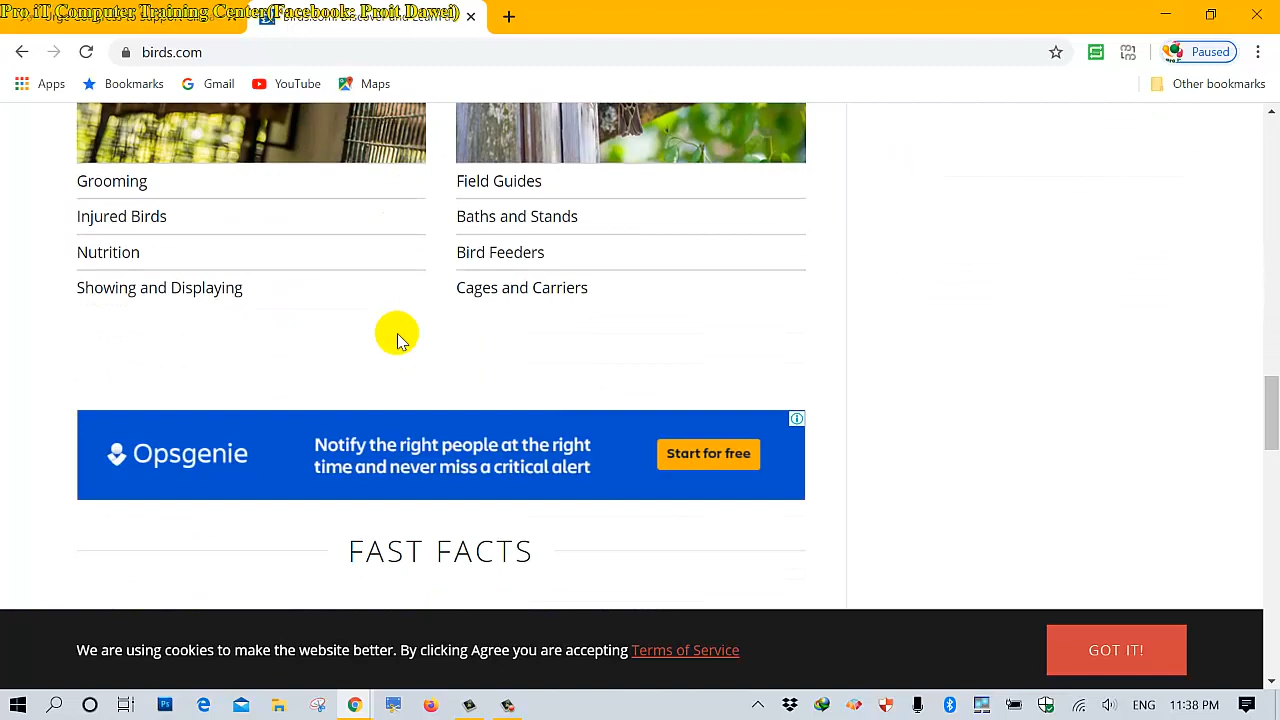 Pro iT Computer Training Center(Facebook: Proit Dawei)
birds.com
Paused
Apps
Bookmarks
Gmail
YouTube
Maps
Other bookmarks
Grooming
Field Guides
Injured Birds
Baths and Stands
Nutrition
Bird Feeders
Showing and Displaying
Cages and Carriers
Opsgenie
Notify the right people at the right
time and never miss a critical alert
Start for free
FAST FACTS
We are using cookies to make the website better. By clicking Agree you are accepting Terms of Service
GOT IT!
ENG
11:38 PM